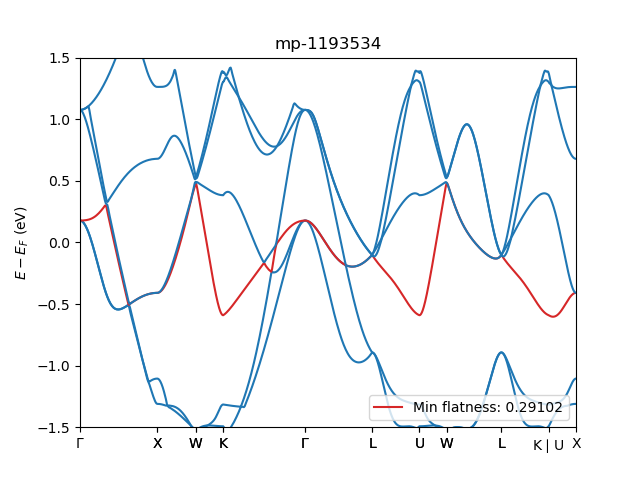 mp-1193534
E − E_F (eV)
1.5
1.0
0.5
0.0
−0.5
−1.0
−1.5
Min flatness: 0.29102
Γ X W K Γ L U W L K | U X